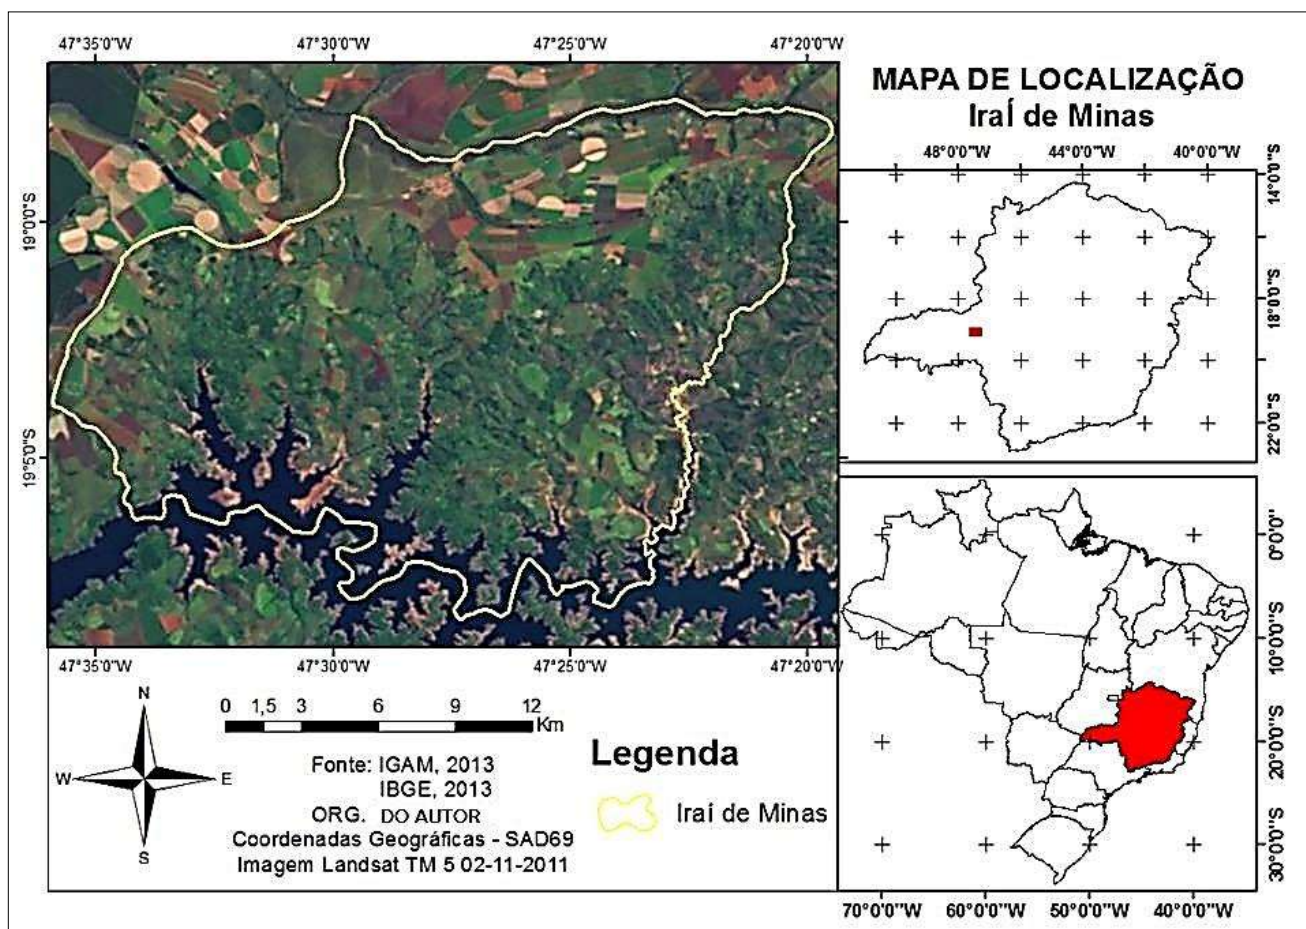 47°35'0"W 47°30'0"W 47°25'0"W 47°20'0"W
MAPA DE LOCALIZAÇÃO
Iraí de Minas
48°0'0"W 44°0'0"W 40°0'0"W
14°0'0"S
18°0'0"S
22°0'0"S
19°0'0"S
19°5'0"S
47°35'0"W 47°30'0"W 47°25'0"W 47°20'0"W
N
W E
S
0 1,5 3 6 9 12
Km
Fonte: IGAM, 2013
IBGE, 2013
ORG. DO AUTOR
Coordenadas Geográficas - SAD69
Imagem Landsat TM 5 02-11-2011
Legenda
Iraí de Minas
0°0'0"
10°0'0"S
20°0'0"S
30°0'0"S
70°0'0"W 60°0'0"W 50°0'0"W 40°0'0"W